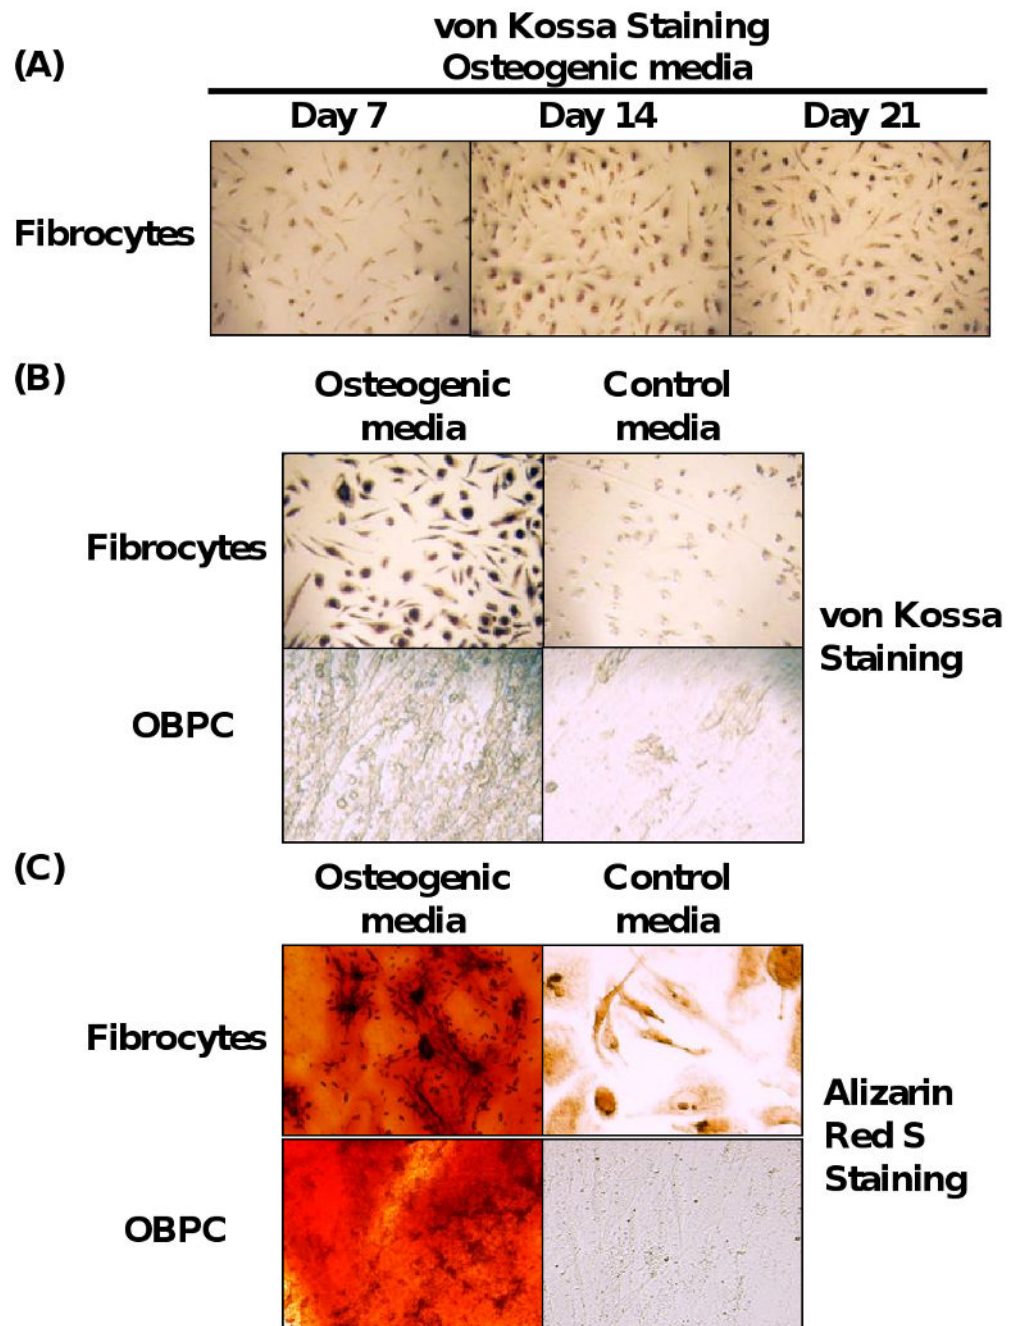 von Kossa Staining
(A)
Osteogenic media
Day 7 Day 14 Day 21
Fibrocytes
(B)
Osteogenic media
Control media
Fibrocytes
von Kossa
Staining
OBPC
(C)
Osteogenic media
Control media
Fibrocytes
Alizarin
Red S
Staining
OBPC